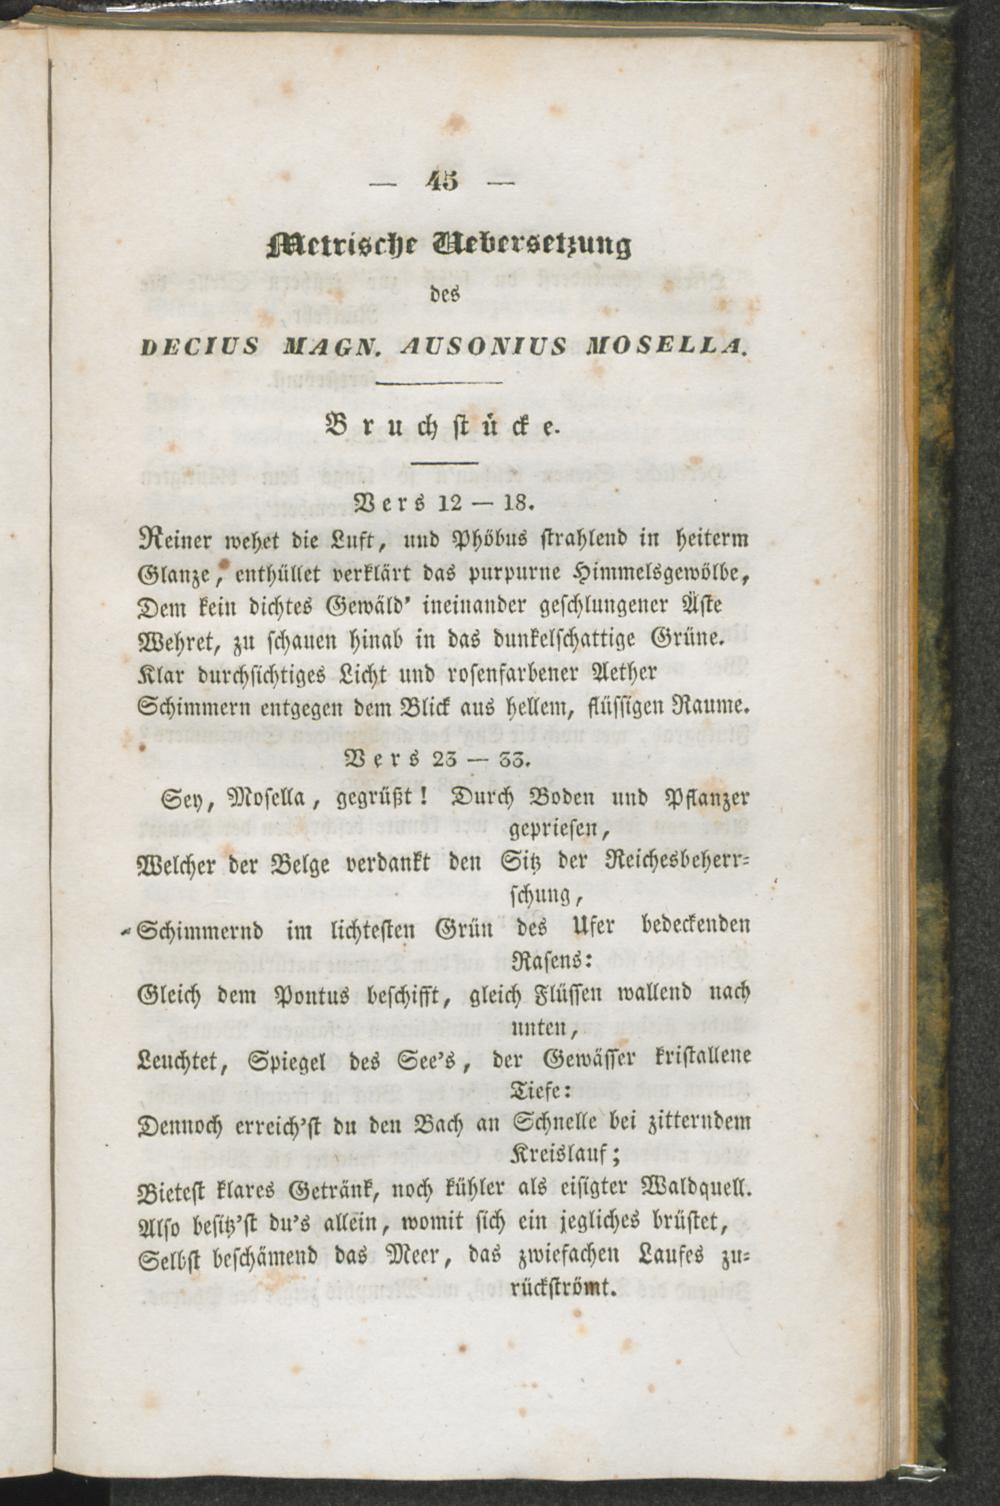 — 45 —
Metrische Uebersetzung
des
DECIUS MAGN. AUSONIUS MOSELLA.
Bruchstücke.
Vers 12 — 18.
Reiner wehet die Luft, und Phöbus strahlend in heiterm
Glanze, enthüllet verklärt das purpurne Himmelsgewölbe,
Dem kein dichtes Gewäld' ineinander geschlungener Äste
Wehret, zu schauen hinab in das dunkelschattige Grüne.
Klar durchsichtiges Licht und rosenfarbener Aether
Schimmern entgegen dem Blick aus hellem, flüssigen Raume.
Vers 23 — 33.
Sey, Mosella, gegrüßt! Durch Boden und Pflanzer
gepriesen,
Welcher der Belge verdankt den Sitz der Reichesbeherr-
schung,
Schimmernd im lichtesten Grün des Ufer bedeckenden
Rasens:
Gleich dem Pontus beschifft, gleich Flüssen wallend nach
unten,
Leuchtet, Spiegel des See's, der Gewässer kristallene
Tiefe:
Dennoch erreich'st du den Bach an Schnelle bei zitterndem
Kreislauf;
Bietest klares Getränk, noch kühler als eisigter Waldquell.
Also besitz'st du's allein, womit sich ein jegliches brüstet,
Selbst beschämend das Meer, das zwiefachen Laufes zu-
rückströmt.